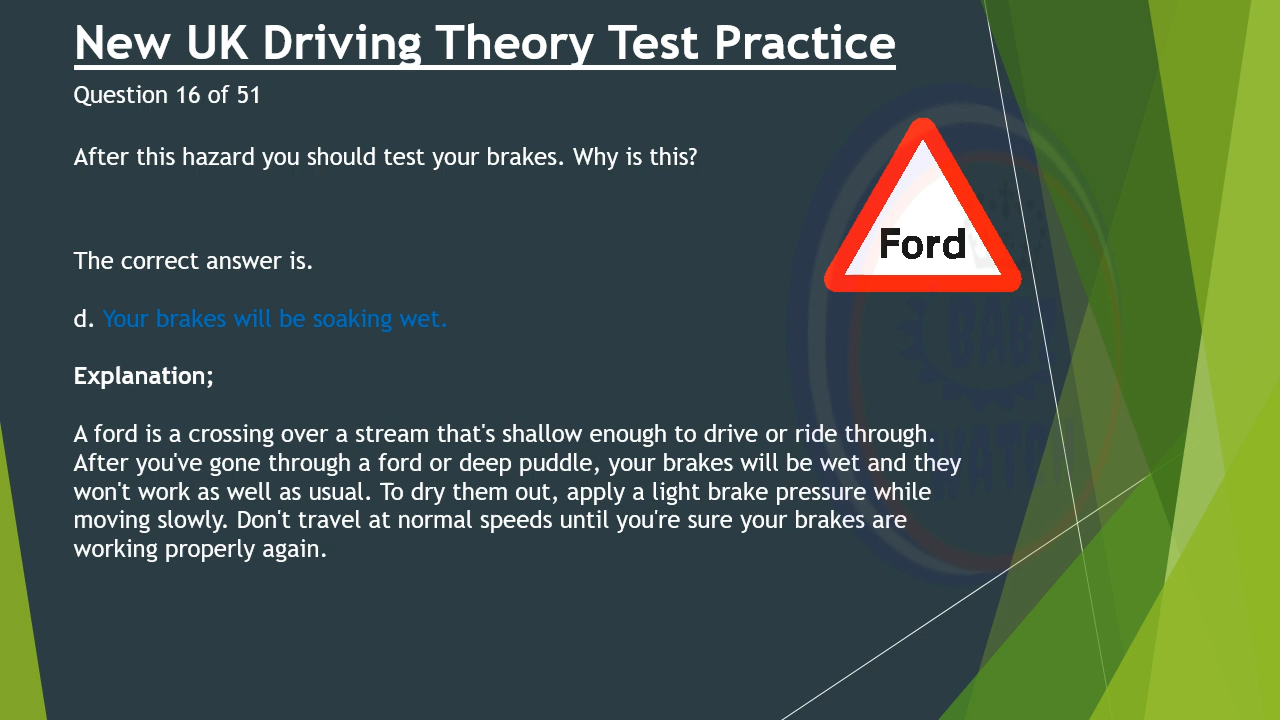 New UK Driving Theory Test Practice
Question 16 of 51
After this hazard you should test your brakes. Why is this?
Ford
The correct answer is.
d. Your brakes will be soaking wet.
Explanation;
A ford is a crossing over a stream that's shallow enough to drive or ride through.
After you've gone through a ford or deep puddle, your brakes will be wet and they
won't work as well as usual. To dry them out, apply a light brake pressure while
moving slowly. Don't travel at normal speeds until you're sure your brakes are
working properly again.